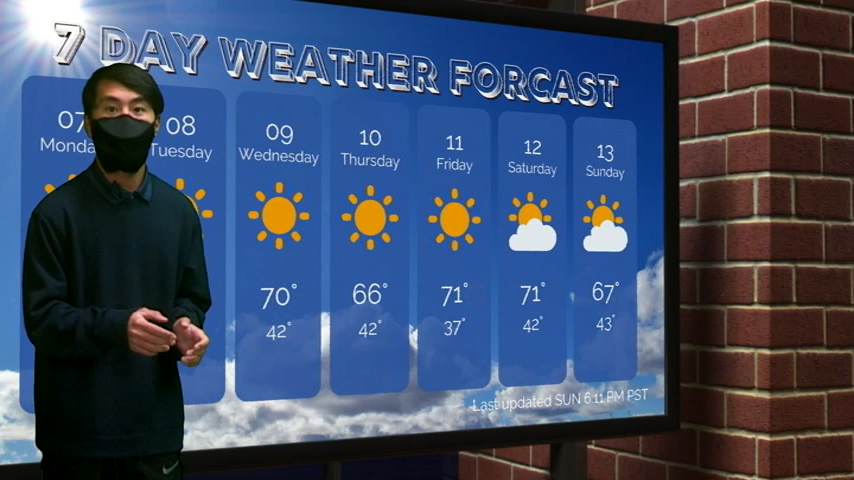 7 DAY WEATHER FORCAST
07 08 09 10 11 12 13
Tuesday Wednesday Thursday Friday Saturday Sunday
70° 66° 71° 71° 67°
42° 42° 37° 42° 43°
Last updated SUN 6:11 PM PST